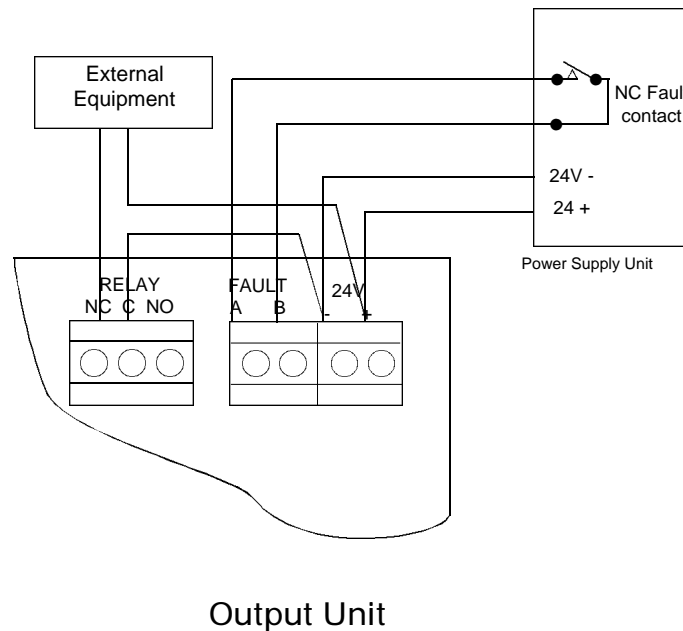 External
Equipment
NC Faul
contact
24V -
24 +
Power Supply Unit
RELAY
NC C NO
FAULT
A B
24V
- +
Output Unit